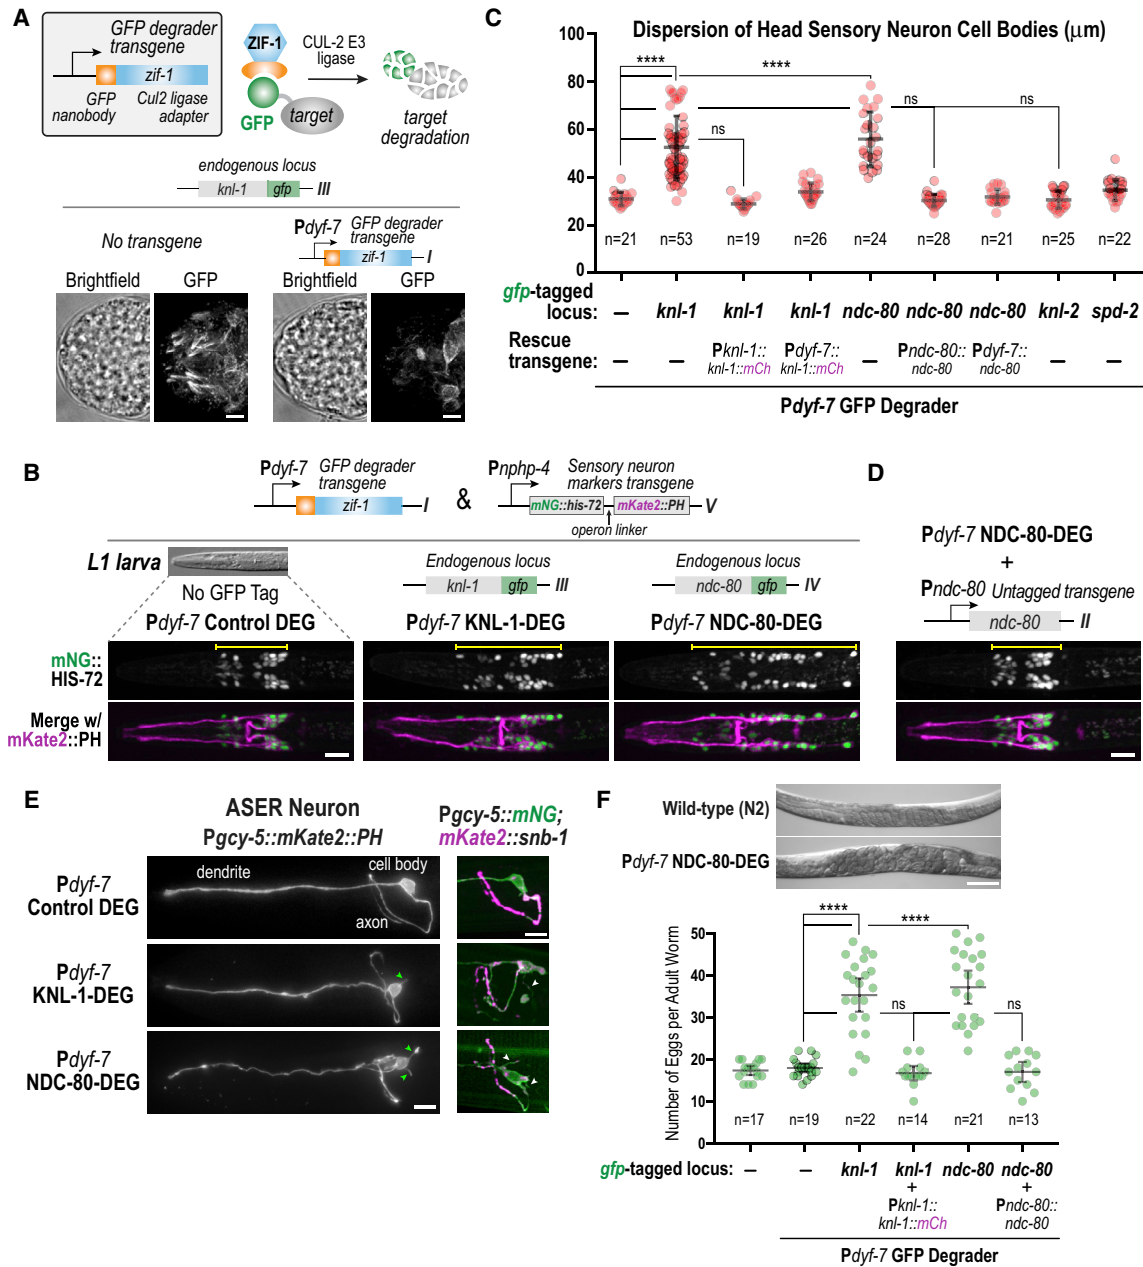 A
GFP degrader
transgene
zif-1
GFP
nanobody
Cul2 ligase
adapter
ZIF-1
GFP
target
CUL-2 E3
ligase
target
degradation
endogenous locus
knl-1 gfp III
No transgene
Pdyf-7 GFP degrader
transgene
zif-1 I
Brightfield GFP Brightfield GFP
C
Dispersion of Head Sensory Neuron Cell Bodies (μm)
100
80
60
40
20
0
**** ****
ns ns ns
n=21 n=53 n=19 n=26 n=24 n=28 n=21 n=25 n=22
gfp-tagged
locus: – knl-1 knl-1 knl-1 ndc-80 ndc-80 ndc-80 knl-2 spd-2
Rescue
transgene: – – Pknl-1::
knl-1::mCh Pdyf-7::
knl-1::mCh – Pndc-80::
ndc-80 Pdyf-7::
ndc-80 – –
Pdyf-7 GFP Degrader
B
Pdyf-7 GFP degrader
transgene
zif-1 I
&
Pnphp-4 Sensory neuron
markers transgene
mNG::his-72 mKate2::PH V
operon linker
L1 larva
No GFP Tag
Pdyf-7 Control DEG
Endogenous locus
knl-1 gfp III
Pdyf-7 KNL-1-DEG
Endogenous locus
ndc-80 gfp IV
Pdyf-7 NDC-80-DEG
mNG::
HIS-72
Merge w/
mKate2::PH
D
Pdyf-7 NDC-80-DEG
+
Pndc-80 Untagged transgene
ndc-80 II
E
ASER Neuron
Pgcy-5::mKate2::PH
Pgcy-5::mNG;
mKate2::snb-1
Pdyf-7
Control DEG
dendrite
cell body
axon
Pdyf-7
KNL-1-DEG
Pdyf-7
NDC-80-DEG
F
Wild-type (N2)
Pdyf-7 NDC-80-DEG
Number of Eggs per Adult Worm
50
40
30
20
10
0
**** ****
ns ns
n=17 n=19 n=22 n=14 n=21 n=13
gfp-tagged locus: – – knl-1 knl-1
+
Pknl-1::
knl-1::mCh ndc-80 ndc-80
+
Pndc-80::
ndc-80
Pdyf-7 GFP Degrader